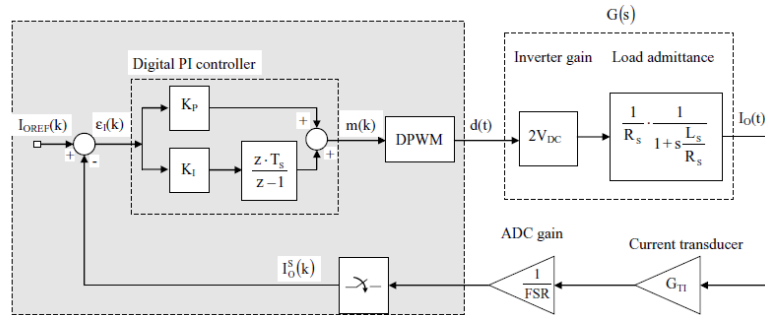 G(s)
Digital PI controller
Inverter gain
Load admittance
I_OREF(k)
ε_I(k)
K_P
K_I
z · T_s
z − 1
+
+
+
-
m(k)
DPWM
d(t)
2V_DC
1
R_s
·
1
1 + s L_s
R_s
I_O(t)
I_O^S(k)
ADC gain
1
FSR
Current transducer
G_TI